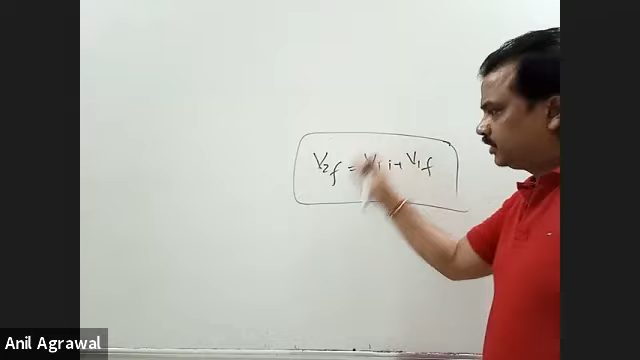 V₂f = V₁i + V₁f
Anil Agrawal